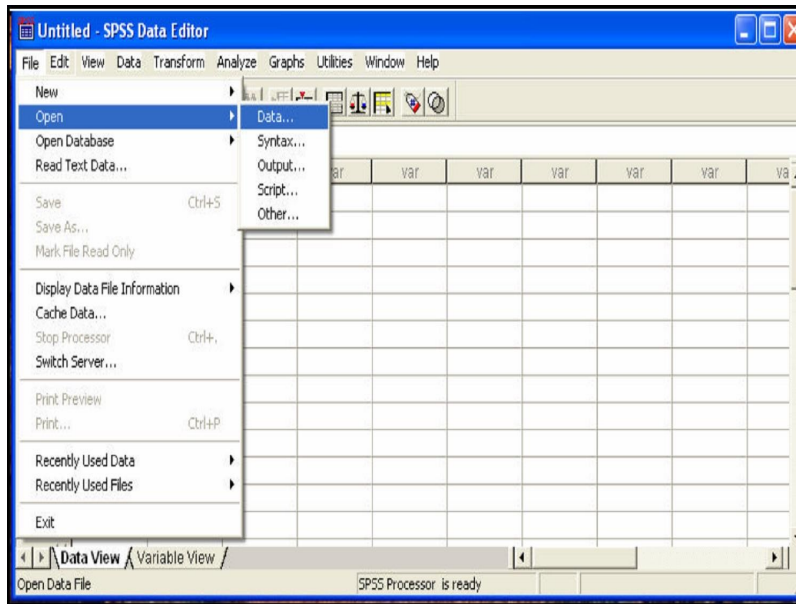 Untitled - SPSS Data Editor
File Edit View Data Transform Analyze Graphs Utilities Window Help
New
Open
Open Database
Read Text Data...
Save Ctrl+S
Save As...
Mark File Read Only
Display Data File Information
Cache Data...
Stop Processor Ctrl+.
Switch Server...
Print Preview
Print... Ctrl+P
Recently Used Data
Recently Used Files
Exit
Data...
Syntax...
Output...
Script...
Other...
ar var var var var var va
Data View Variable View
Open Data File SPSS Processor is ready